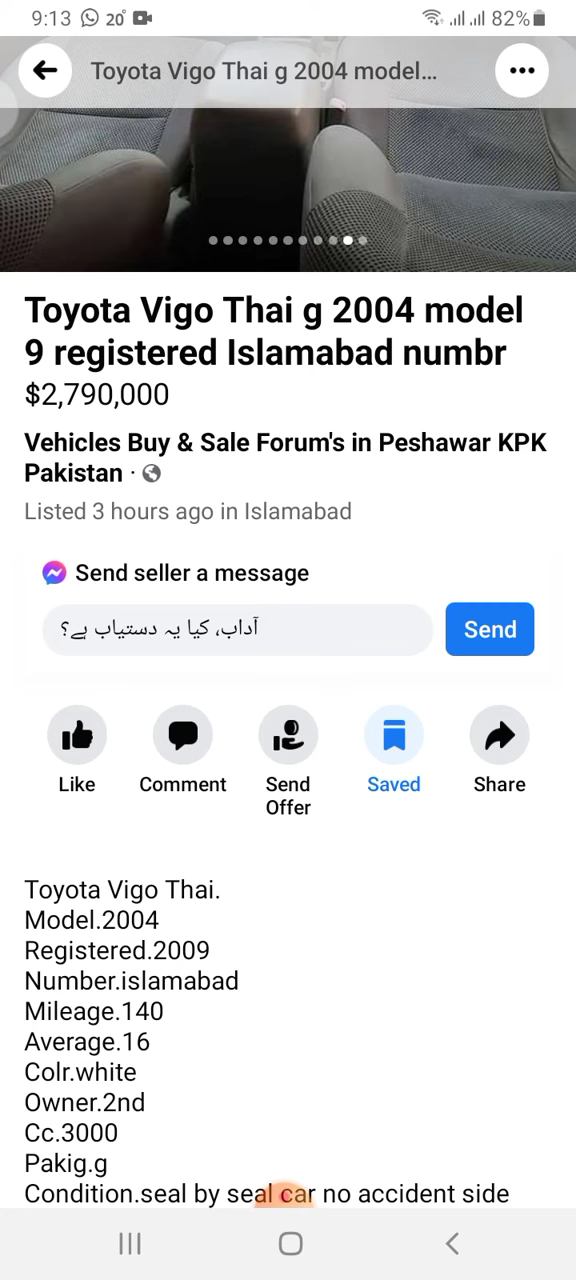 9:13 20° 82%
Toyota Vigo Thai g 2004 model...
Toyota Vigo Thai g 2004 model
9 registered Islamabad numbr
$2,790,000
Vehicles Buy & Sale Forum's in Peshawar KPK
Pakistan ·
Listed 3 hours ago in Islamabad
Send seller a message
آداب، کیا یہ دستیاب ہے؟
Send
Like Comment Send Saved Share
Offer
Toyota Vigo Thai.
Model.2004
Registered.2009
Number.islamabad
Mileage.140
Average.16
Colr.white
Owner.2nd
Cc.3000
Pakig.g
Condition.seal by seal car no accident side